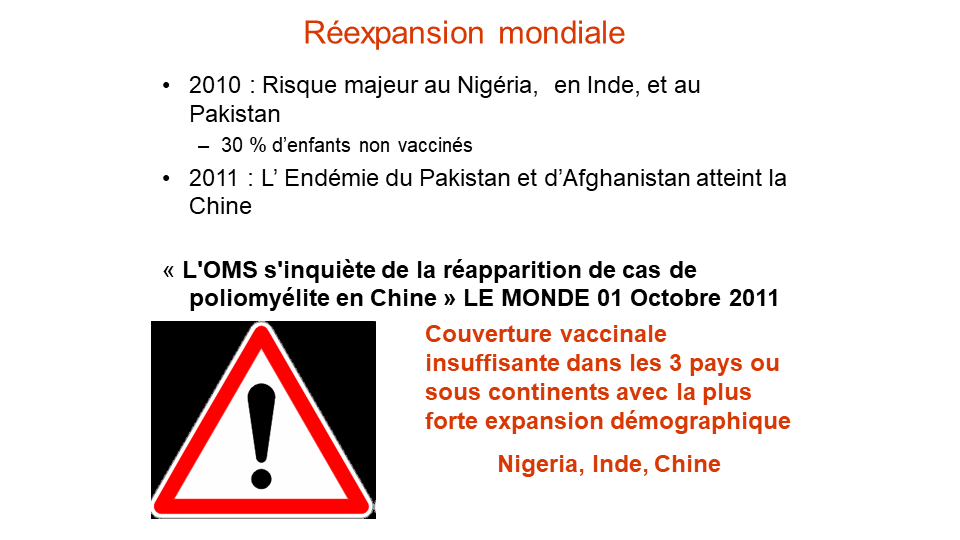 Réexpansion mondiale
• 2010 : Risque majeur au Nigéria, en Inde, et au
Pakistan
– 30 % d’enfants non vaccinés
• 2011 : L’ Endémie du Pakistan et d’Afghanistan atteint la
Chine
« L'OMS s'inquiète de la réapparition de cas de
poliomyélite en Chine » LE MONDE 01 Octobre 2011
Couverture vaccinale
insuffisante dans les 3 pays ou
sous continents avec la plus
forte expansion démographique
Nigeria, Inde, Chine